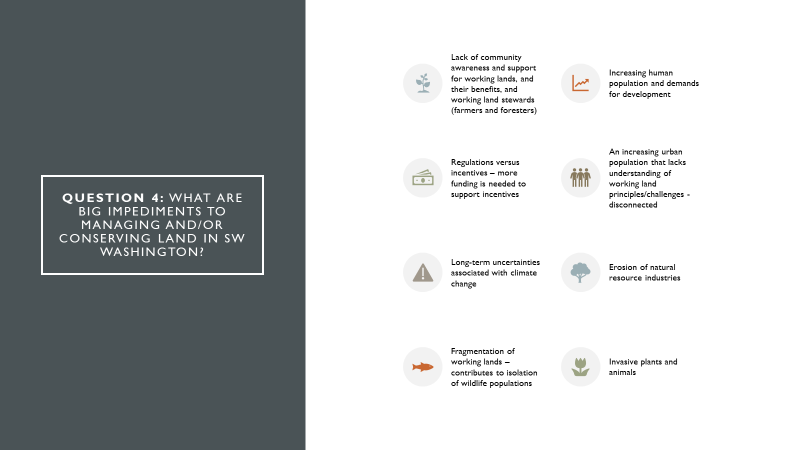 QUESTION 4: WHAT ARE
BIG IMPEDIMENTS TO
MANAGING AND/OR
CONSERVING LAND IN SW
WASHINGTON?
Lack of community
awareness and support
for working lands, and
their benefits, and
working land stewards
(farmers and foresters)
Increasing human
population and demands
for development
Regulations versus
incentives – more
funding is needed to
support incentives
An increasing urban
population that lacks
understanding of
working land
principles/challenges -
disconnected
Long-term uncertainties
associated with climate
change
Erosion of natural
resource industries
Fragmentation of
working lands –
contributes to isolation
of wildlife populations
Invasive plants and
animals